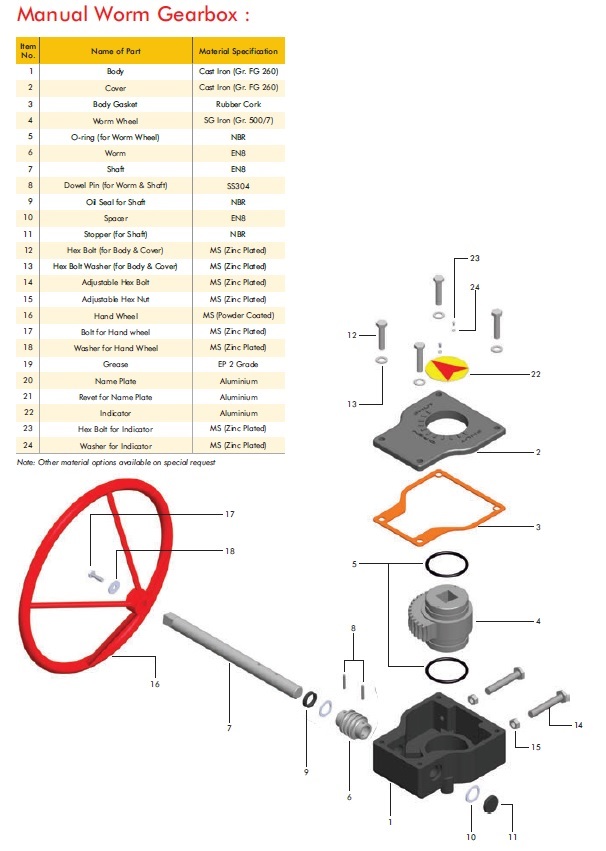 Manual Worm Gearbox :
Item No. Name of Part Material Specification
1 Body Cast Iron (Gr. FG 260)
2 Cover Cast Iron (Gr. FG 260)
3 Body Gasket Rubber Cork
4 Worm Wheel SG Iron (Gr. 500/7)
5 O-ring (for Worm Wheel) NBR
6 Worm EN8
7 Shaft EN8
8 Dowel Pin (for Worm & Shaft) SS304
9 Oil Seal for Shaft NBR
10 Spacer EN8
11 Stopper (for Shaft) NBR
12 Hex Bolt (for Body & Cover) MS (Zinc Plated)
13 Hex Bolt Washer (for Body & Cover) MS (Zinc Plated)
14 Adjustable Hex Bolt MS (Zinc Plated)
15 Adjustable Hex Nut MS (Zinc Plated)
16 Hand Wheel MS (Powder Coated)
17 Bolt for Hand wheel MS (Zinc Plated)
18 Washer for Hand Wheel MS (Zinc Plated)
19 Grease EP 2 Grade
20 Name Plate Aluminium
21 Revet for Name Plate Aluminium
22 Indicator Aluminium
23 Hex Bolt for Indicator MS (Zinc Plated)
24 Washer for Indicator MS (Zinc Plated)
Note: Other material options available on special request
23
24
12
22
13
2
17
3
18
5
4
8
16
7
14
15
9
6
1
10
11